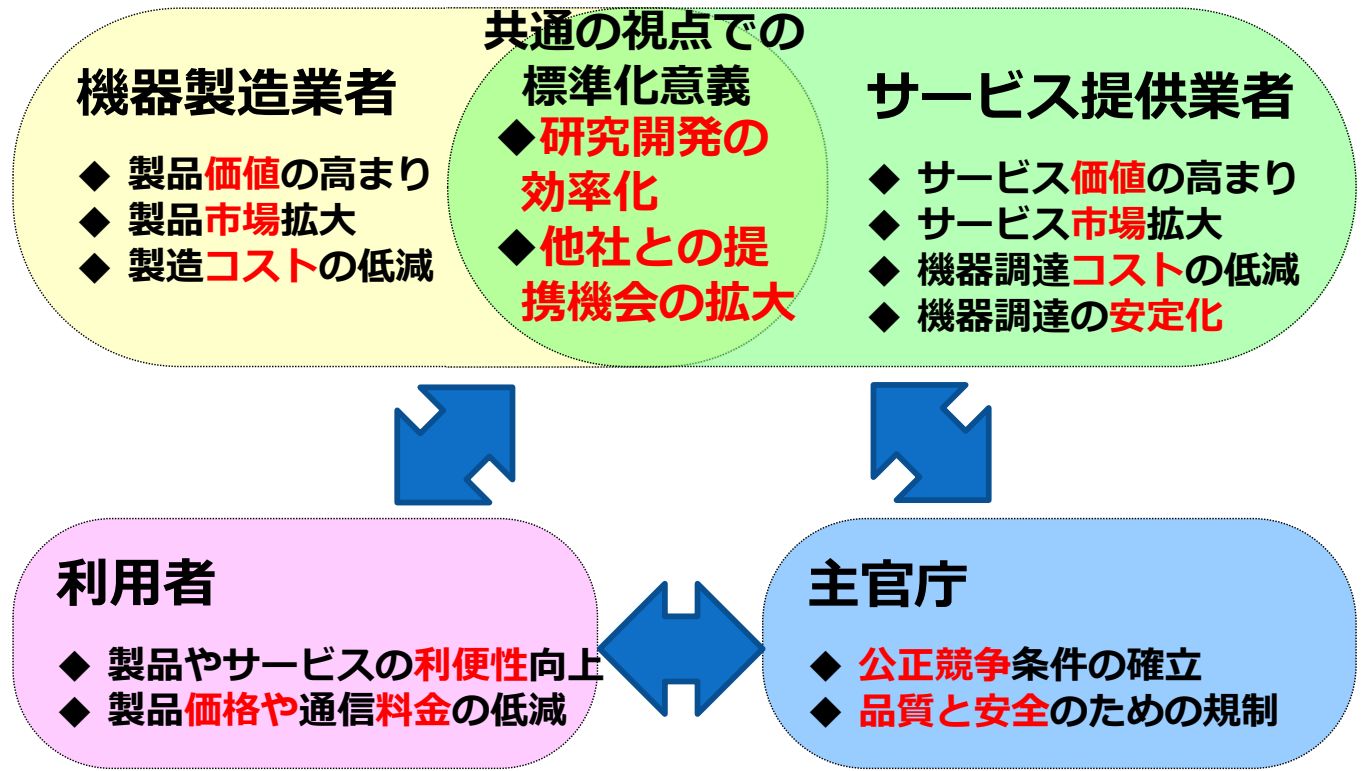 機器製造業者
◆ 製品価値の高まり
◆ 製品市場拡大
◆ 製造コストの低減
共通の視点での
標準化意義
◆研究開発の
効率化
◆他社との提
携機会の拡大
サービス提供業者
◆ サービス価値の高まり
◆ サービス市場拡大
◆ 機器調達コストの低減
◆ 機器調達の安定化
利用者
◆ 製品やサービスの利便性向上
◆ 製品価格や通信料金の低減
主官庁
◆ 公正競争条件の確立
◆ 品質と安全のための規制